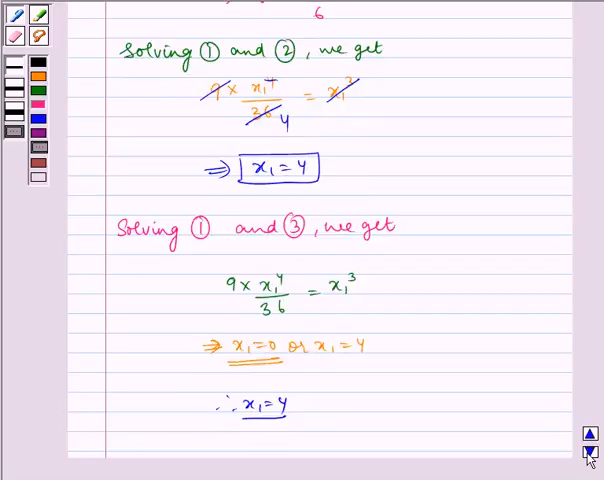 6
Solving ① and ②, we get
9 × x₁⁴/36 4 = x₁³
⇒ x₁ = 4
Solving ① and ③, we get
9 × x₁⁴/36 = x₁³
⇒ x₁=0 or x₁ = 4
∴ x₁=4